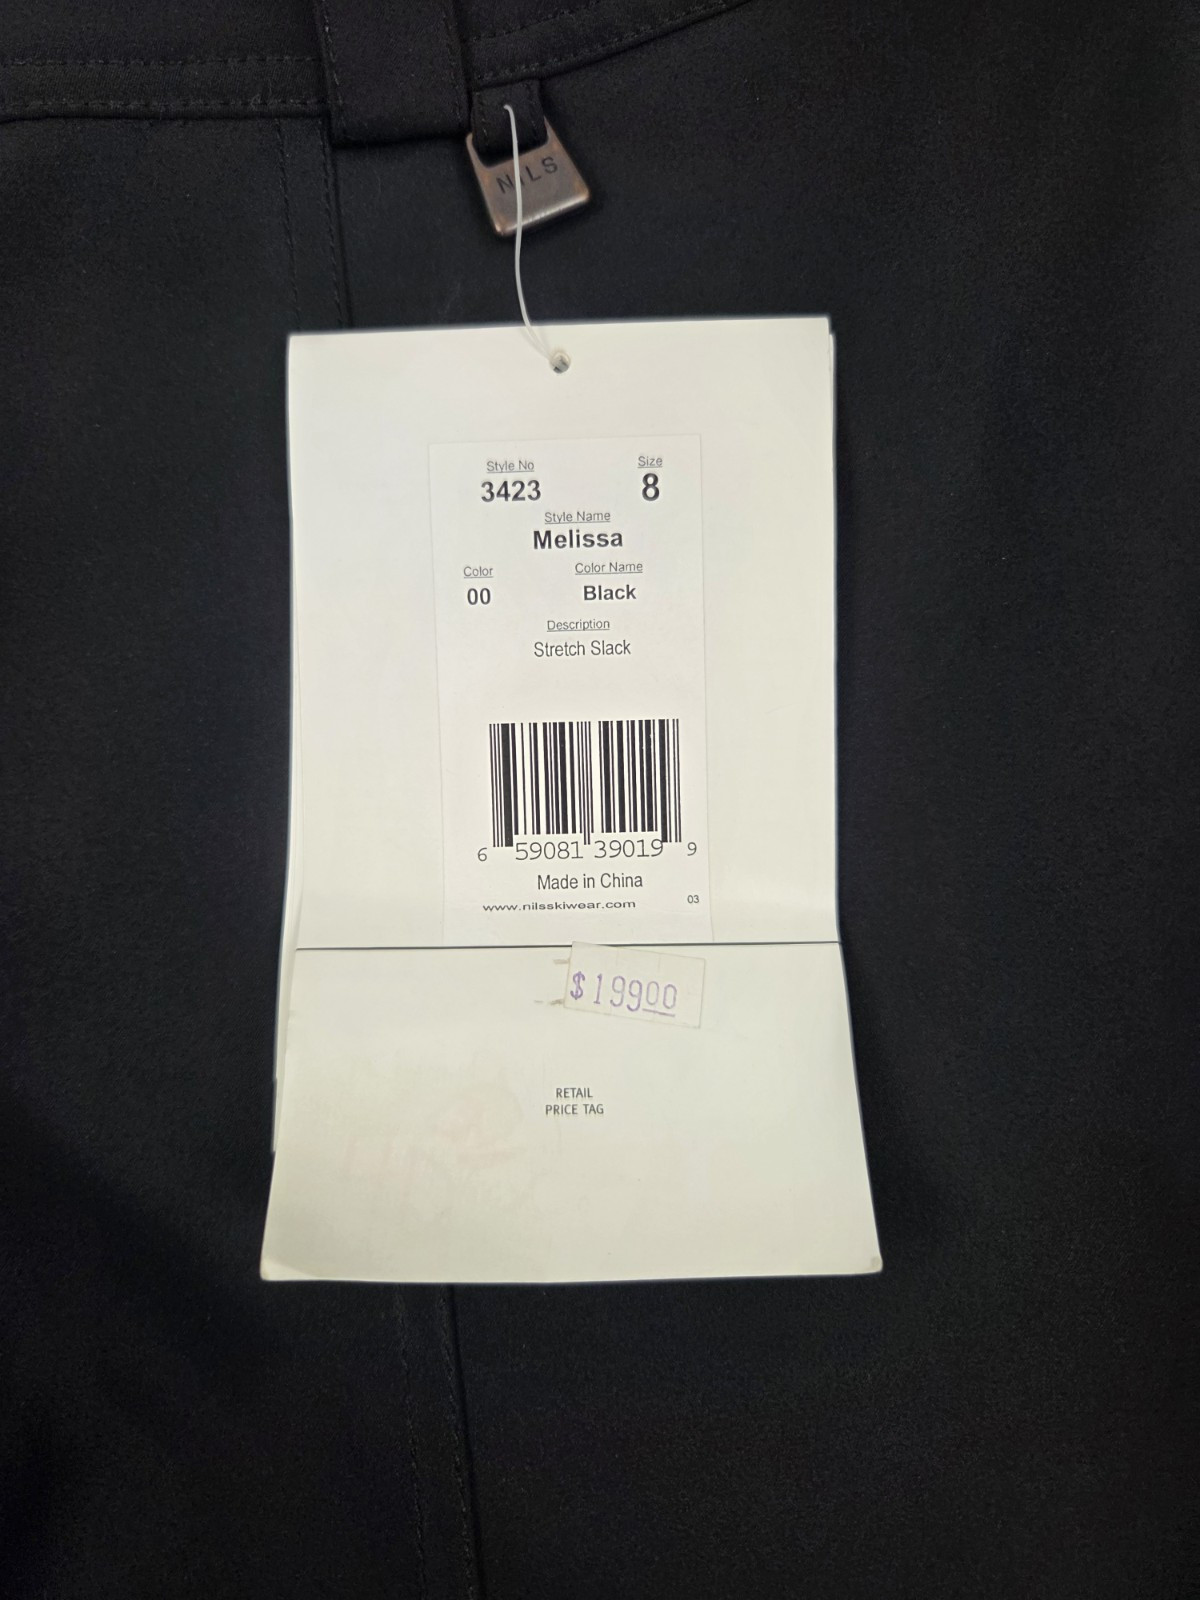 NILS
Style No Size
3423 8
Style Name
Melissa
Color Color Name
00 Black
Description
Stretch Slack
6 59081 39019 9
Made in China
www.nilsskiwear.com 03
$19900
RETAIL
PRICE TAG